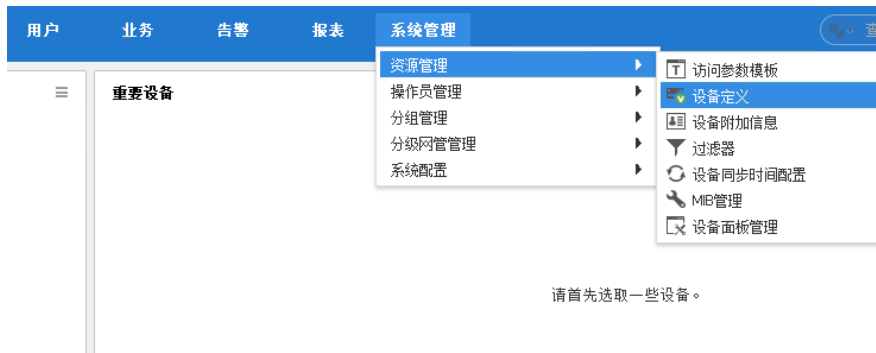 用户 业务 告警 报表 系统管理
资源管理
操作员管理
分组管理
分级网管管理
系统配置
访问参数模板
设备定义
设备附加信息
过滤器
设备同步时间配置
MIB管理
设备面板管理
重要设备
请首先选取一些设备。